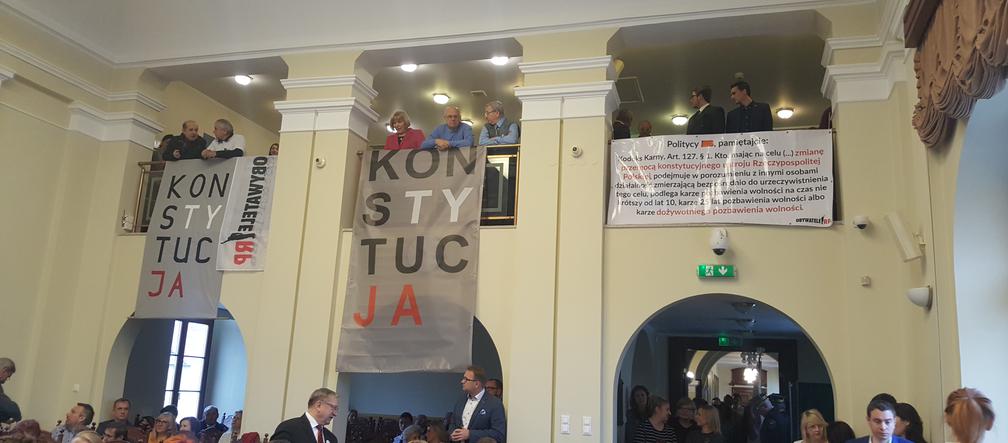 KON
STY
TUC
JA
OBYWATELE RP
KON
STY
TUC
JA
Politycy, pamiętajcie:
Kodeks Karny, Art. 127. § 1. Kto, mając na celu (...) zmianę
przemocą konstytucyjnego ustroju Rzeczypospolitej
Polskiej, podejmuje w porozumieniu z innymi osobami
działalność zmierzającą bezpośrednio do urzeczywistnienia
tego celu, podlega karze pozbawienia wolności na czas nie
krótszy od lat 10, karze 25 lat pozbawienia wolności albo
karze dożywotniego pozbawienia wolności.
OBYWATELE RP